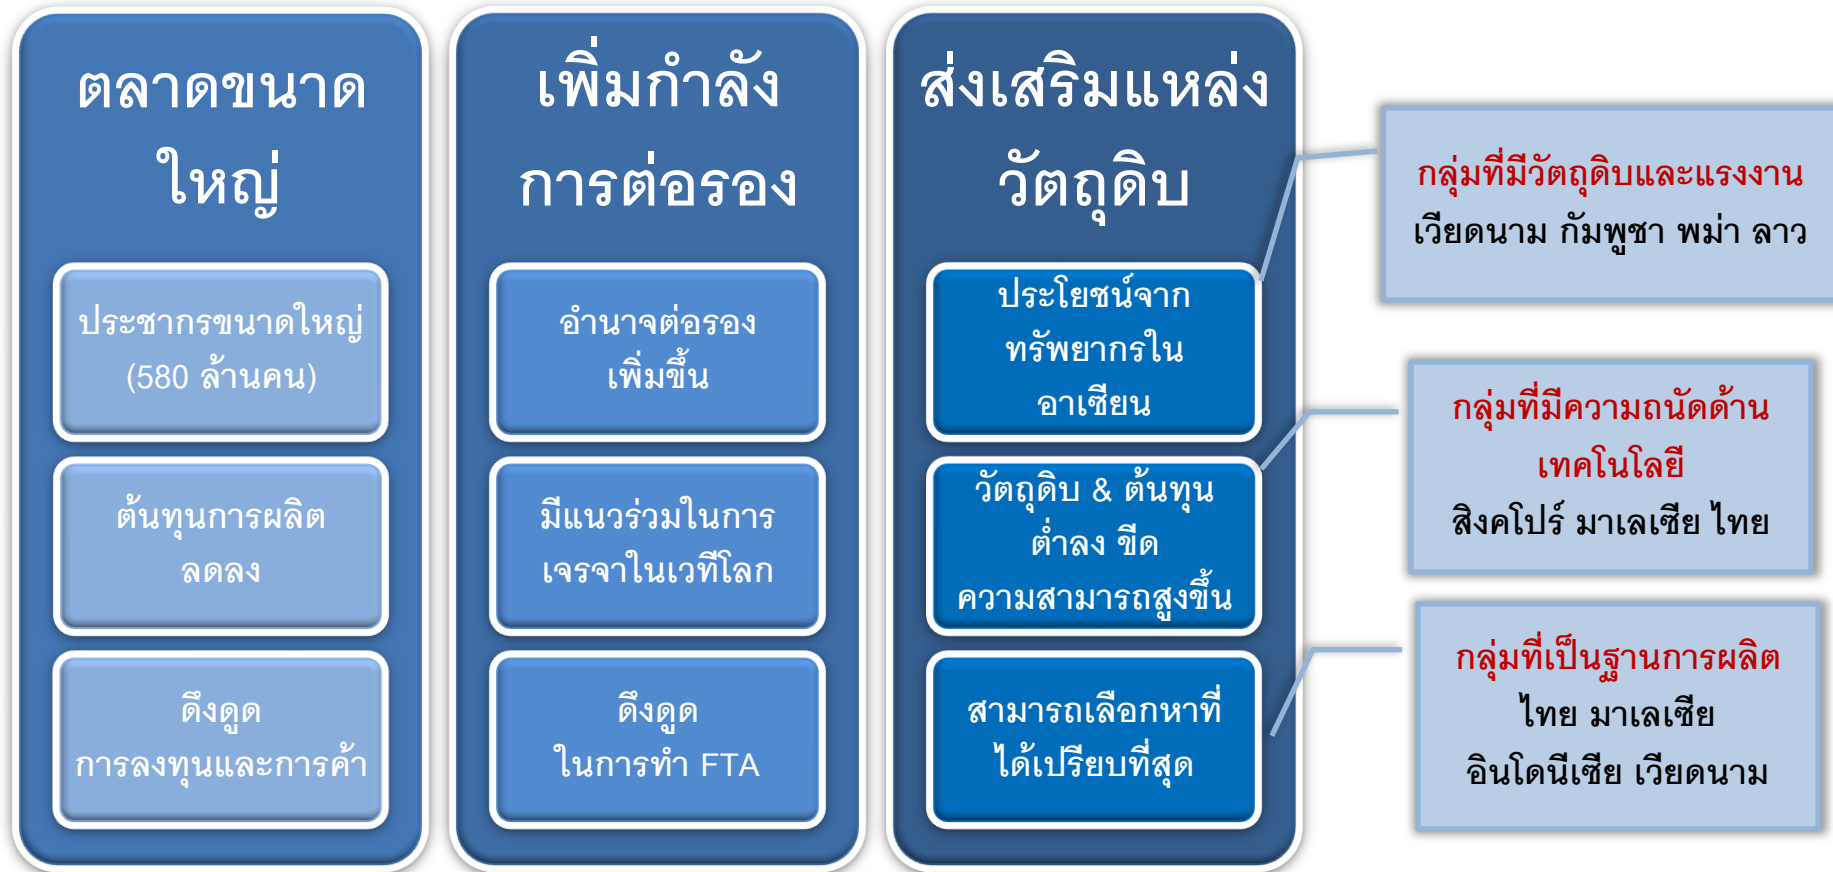 ตลาดขนาด
ใหญ่
ประชากรขนาดใหญ่
(580 ล้านคน)
ต้นทุนการผลิต
ลดลง
ดึงดูด
การลงทุนและการค้า
เพิ่มกำลัง
การต่อรอง
อำนาจต่อรอง
เพิ่มขึ้น
มีแนวร่วมในการ
เจรจาในเวทีโลก
ดึงดูด
ในการทำ FTA
ส่งเสริมแหล่ง
วัตถุดิบ
ประโยชน์จาก
ทรัพยากรใน
อาเซียน
วัตถุดิบ & ต้นทุน
ต่ำลง ขีด
ความสามารถสูงขึ้น
สามารถเลือกหาที่
ได้เปรียบที่สุด
กลุ่มที่มีวัตถุดิบและแรงงาน
เวียดนาม กัมพูชา พม่า ลาว
กลุ่มที่มีความถนัดด้าน
เทคโนโลยี
สิงคโปร์ มาเลเซีย ไทย
กลุ่มที่เป็นฐานการผลิต
ไทย มาเลเซีย
อินโดนีเซีย เวียดนาม